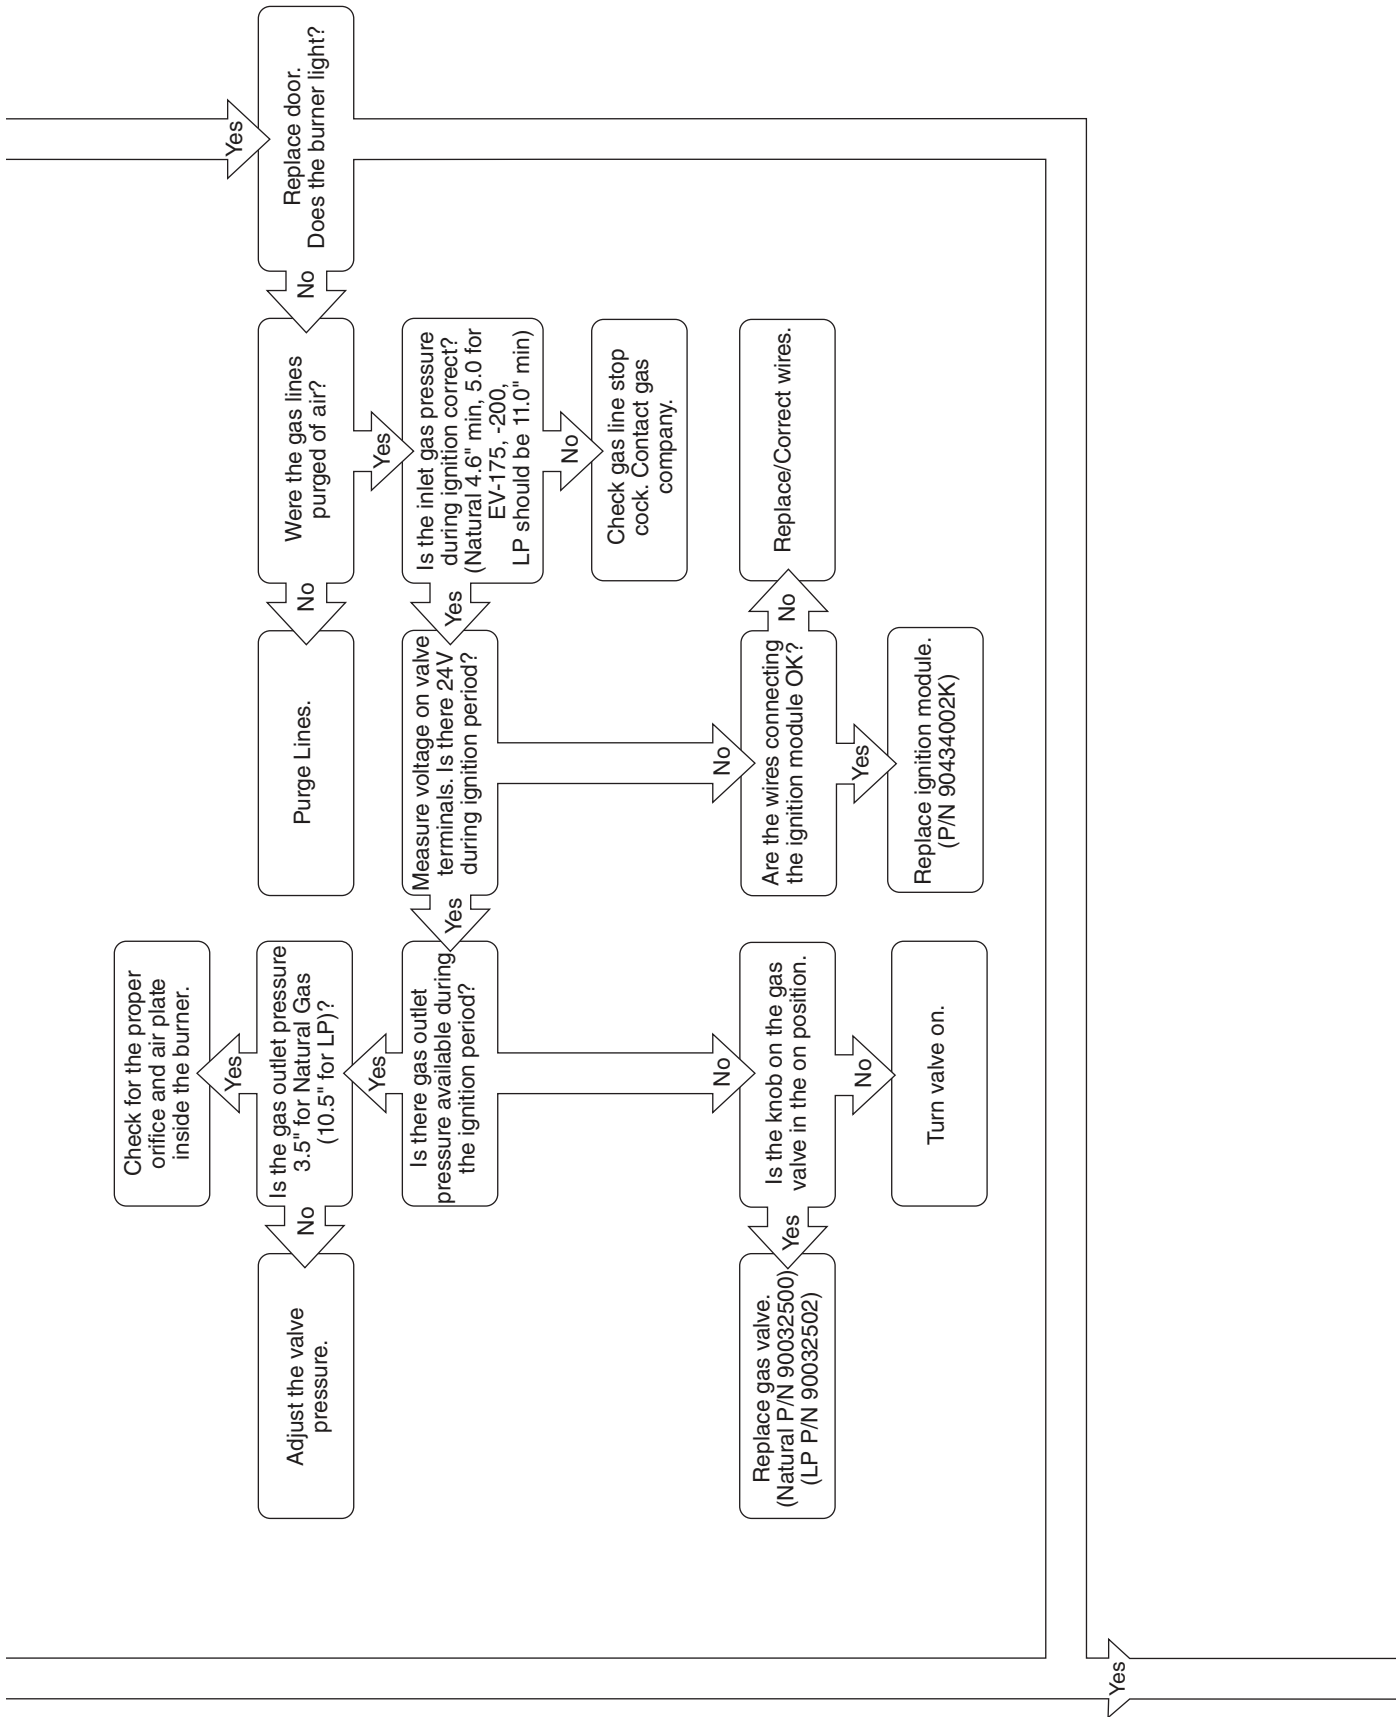 Yes
Replace door.
Does the burner light?
No
Were the gas lines
purged of air?
No
Purge Lines.
Yes
Is the inlet gas pressure
during ignition correct?
(Natural 4.6" min, 5.0 for
EV-175, -200,
LP should be 11.0" min)
No
Check gas line stop
cock. Contact gas
company.
Yes
Measure voltage on valve
terminals. Is there 24V
during ignition period?
No
Are the wires connecting
the ignition module OK?
No
Replace/Correct wires.
Yes
Replace ignition module.
(P/N 90434002K)
Yes
Is there gas outlet
pressure available during
the ignition period?
Yes
Is the gas outlet pressure
3.5" for Natural Gas
(10.5" for LP)?
Yes
Check for the proper
orifice and air plate
inside the burner.
No
Adjust the valve
pressure.
No
Is the knob on the gas
valve in the on position.
No
Turn valve on.
Yes
Replace gas valve.
(Natural P/N 90032500)
(LP P/N 90032502)
Yes